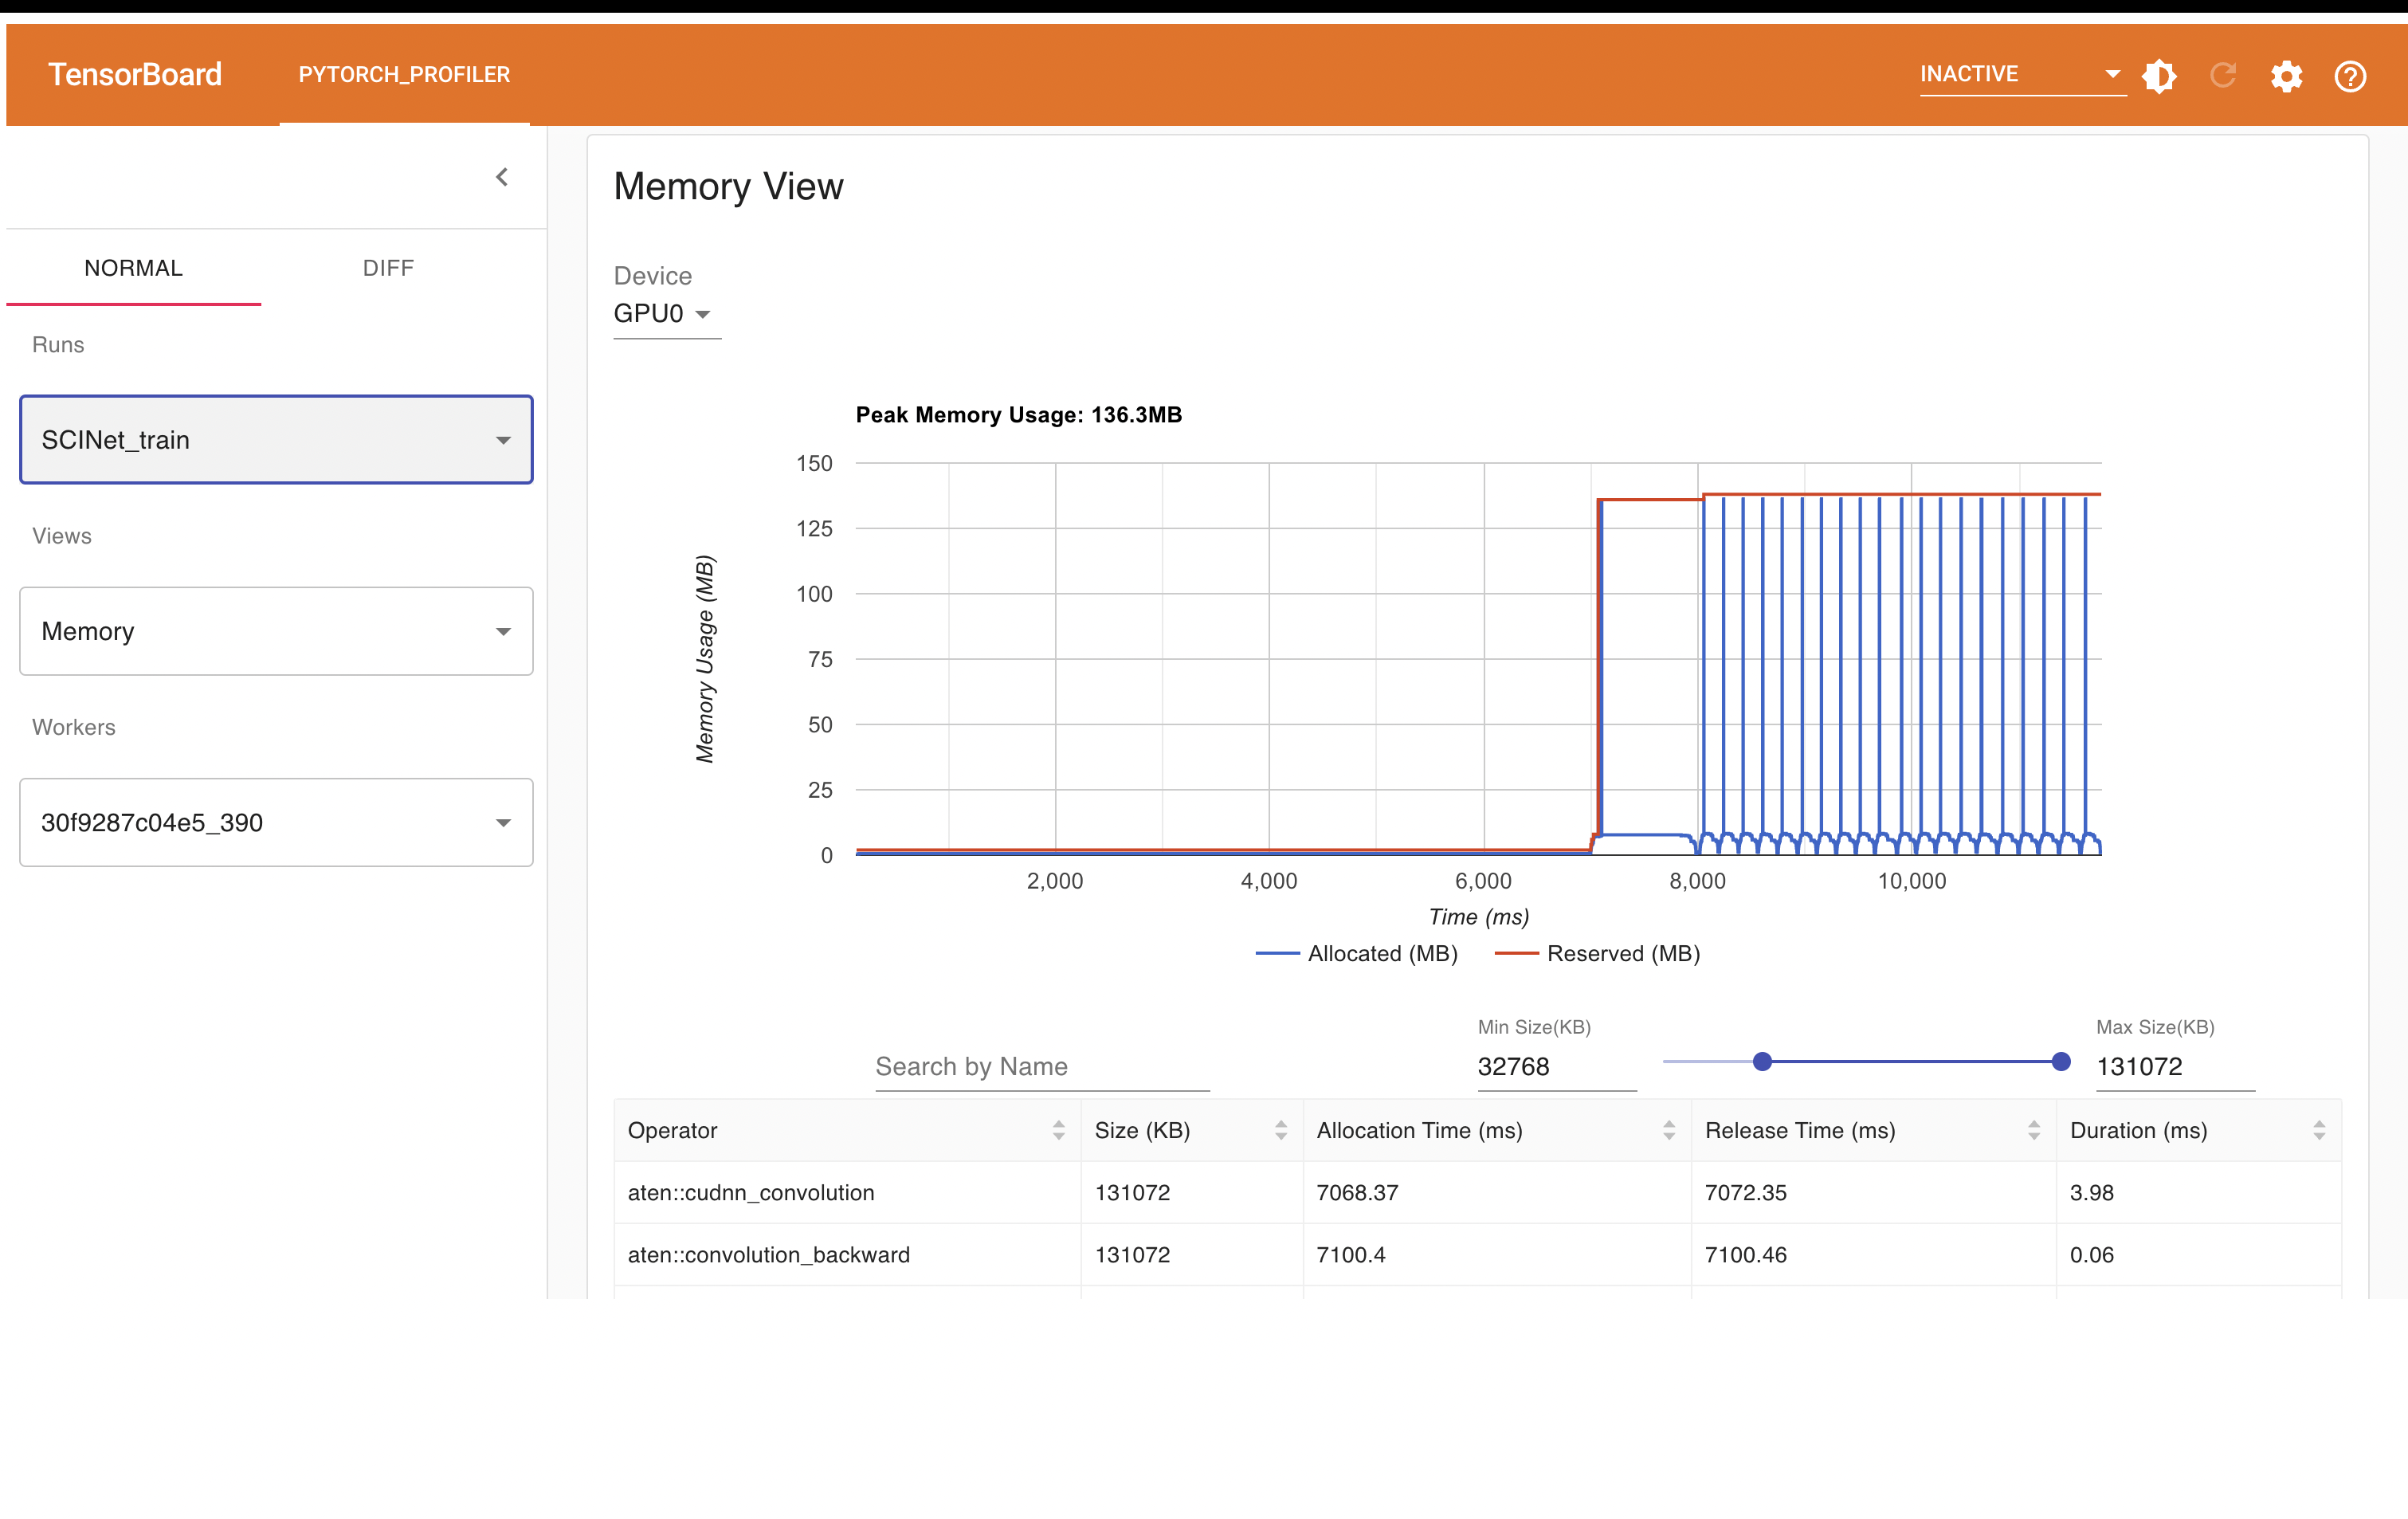 TensorBoard PYTORCH_PROFILER INACTIVE
Memory View
NORMAL DIFF
Device
GPU0
Runs
SCINet_train
Views
Memory
Workers
30f9287c04e5_390
Peak Memory Usage: 136.3MB
Memory Usage (MB)
150
125
100
75
50
25
0
2,000 4,000 6,000 8,000 10,000
Time (ms)
Allocated (MB) Reserved (MB)
Search by Name
Min Size(KB)
32768
Max Size(KB)
131072
Operator Size (KB) Allocation Time (ms) Release Time (ms) Duration (ms)
aten::cudnn_convolution 131072 7068.37 7072.35 3.98
aten::convolution_backward 131072 7100.4 7100.46 0.06